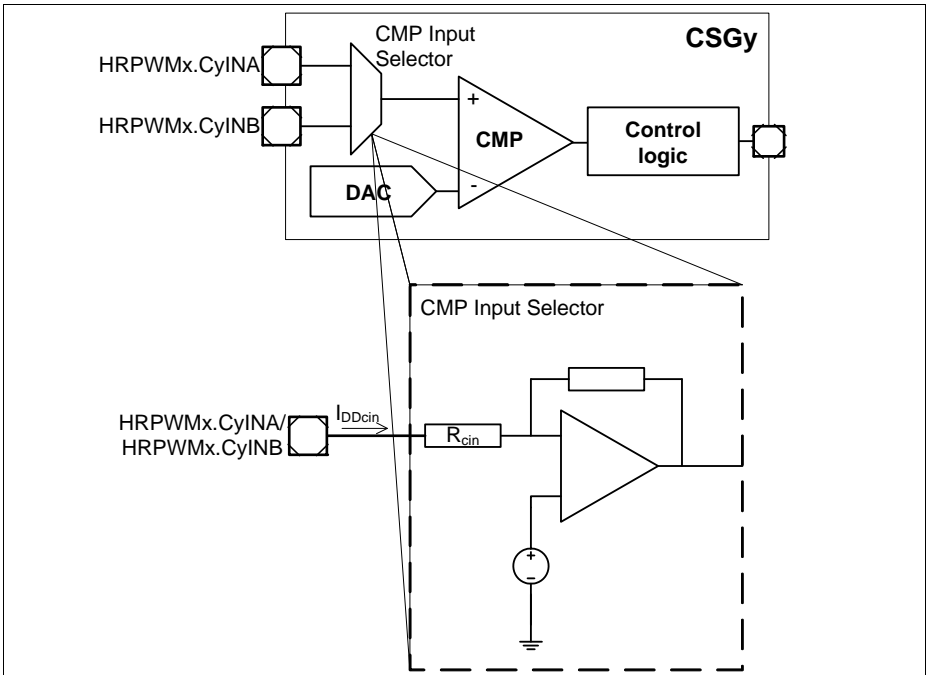 CMP Input
Selector
CSGy
HRPWMx.CyINA
HRPWMx.CyINB
+
CMP
-
Control
logic
DAC
CMP Input Selector
HRPWMx.CyINA/
HRPWMx.CyINB
IDDcin
Rcin
+
-